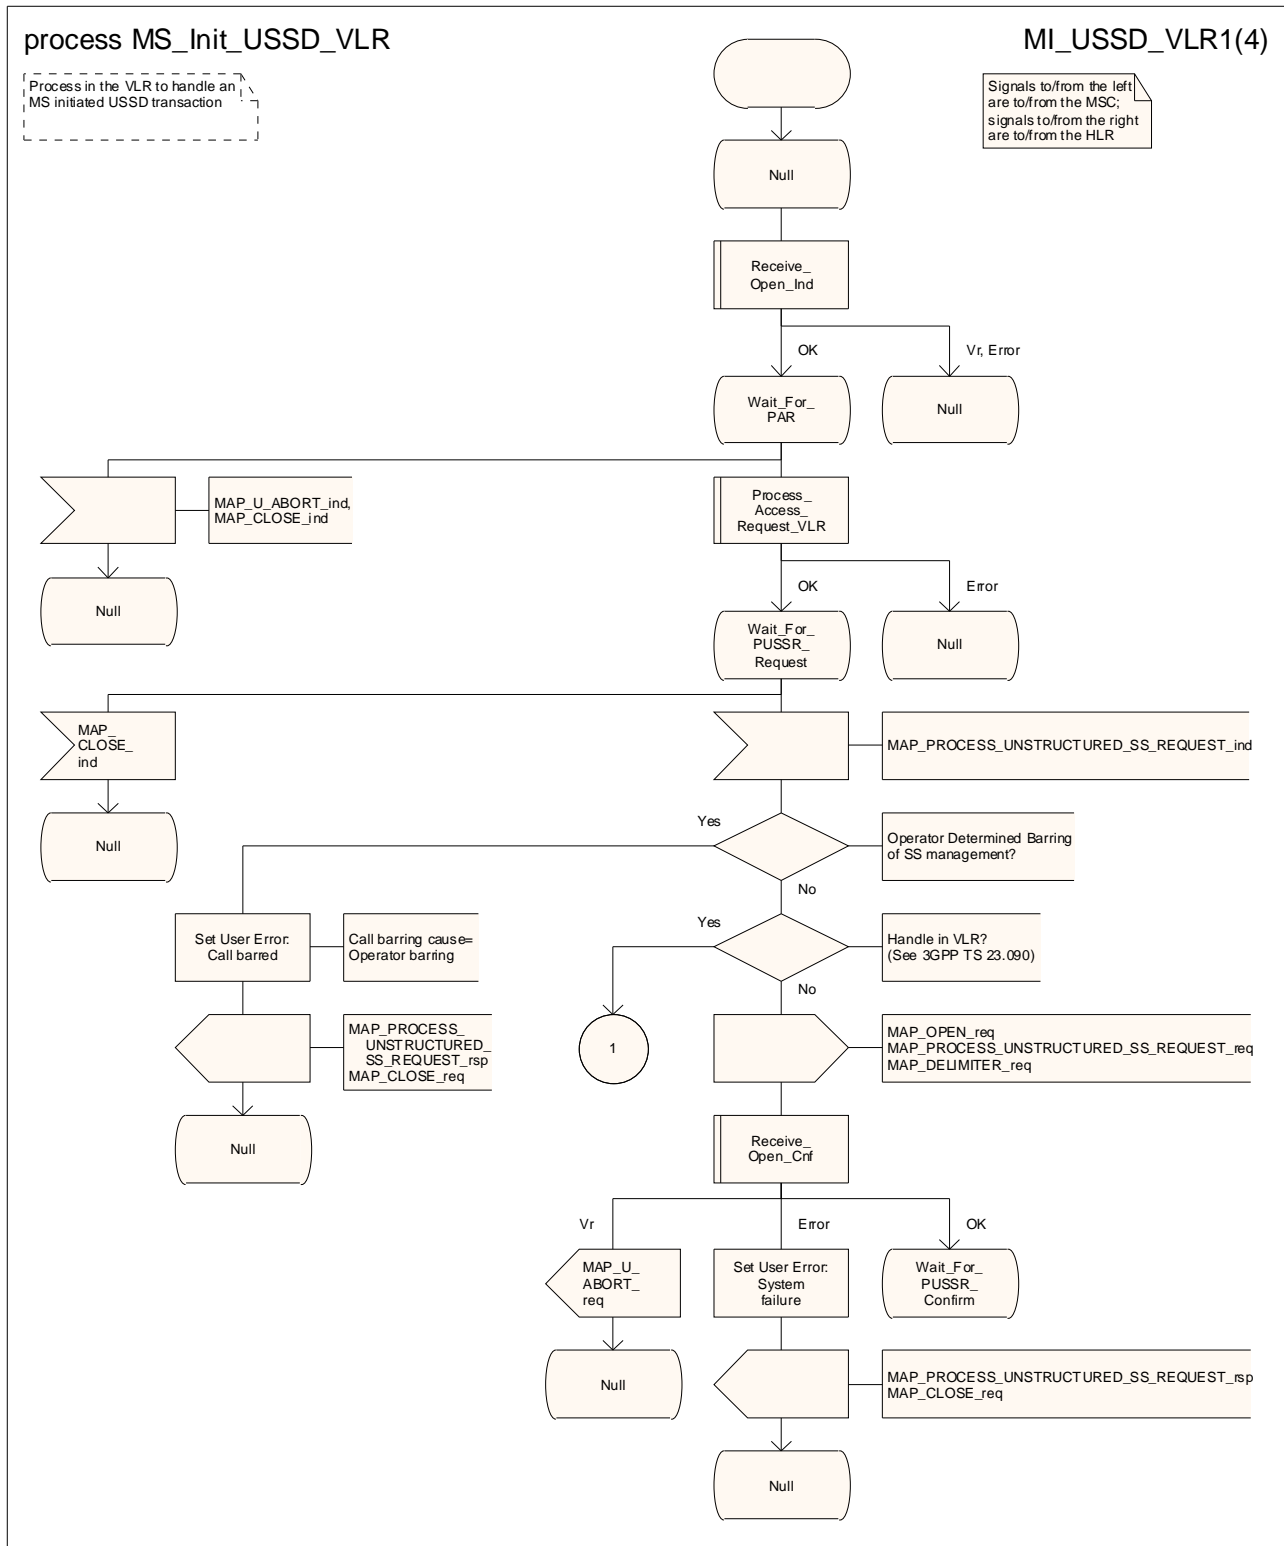 process MS_Init_USSD_VLR
MI_USSD_VLR1(4)
Process in the VLR to handle an
MS initiated USSD transaction
Signals to/from the left
are to/from the MSC;
signals to/from the right
are to/from the HLR
Null
Receive_
Open_Ind
OK
Vr, Error
Wait_For_
PAR
Null
MAP_U_ABORT_ind,
MAP_CLOSE_ind
Process_
Access_
Request_VLR
OK
Error
Null
Wait_For_
PUSSR_
Request
Null
MAP_
CLOSE_
ind
MAP_PROCESS_UNSTRUCTURED_SS_REQUEST_ind
Null
Yes
Operator Determined Barring
of SS management?
No
Set User Error:
Call barred
Call barring cause=
Operator barring
Yes
Handle in VLR?
(See 3GPP TS 23.090)
No
MAP_PROCESS_
UNSTRUCTURED_
SS_REQUEST_rsp
MAP_CLOSE_req
1
MAP_OPEN_req
MAP_PROCESS_UNSTRUCTURED_SS_REQUEST_req
MAP_DELIMITER_req
Null
Receive_
Open_Cnf
Vr
Error
OK
MAP_U_
ABORT_
req
Set User Error:
System
failure
Wait_For_
PUSSR_
Confirm
Null
MAP_PROCESS_UNSTRUCTURED_SS_REQUEST_rsp
MAP_CLOSE_req
Null